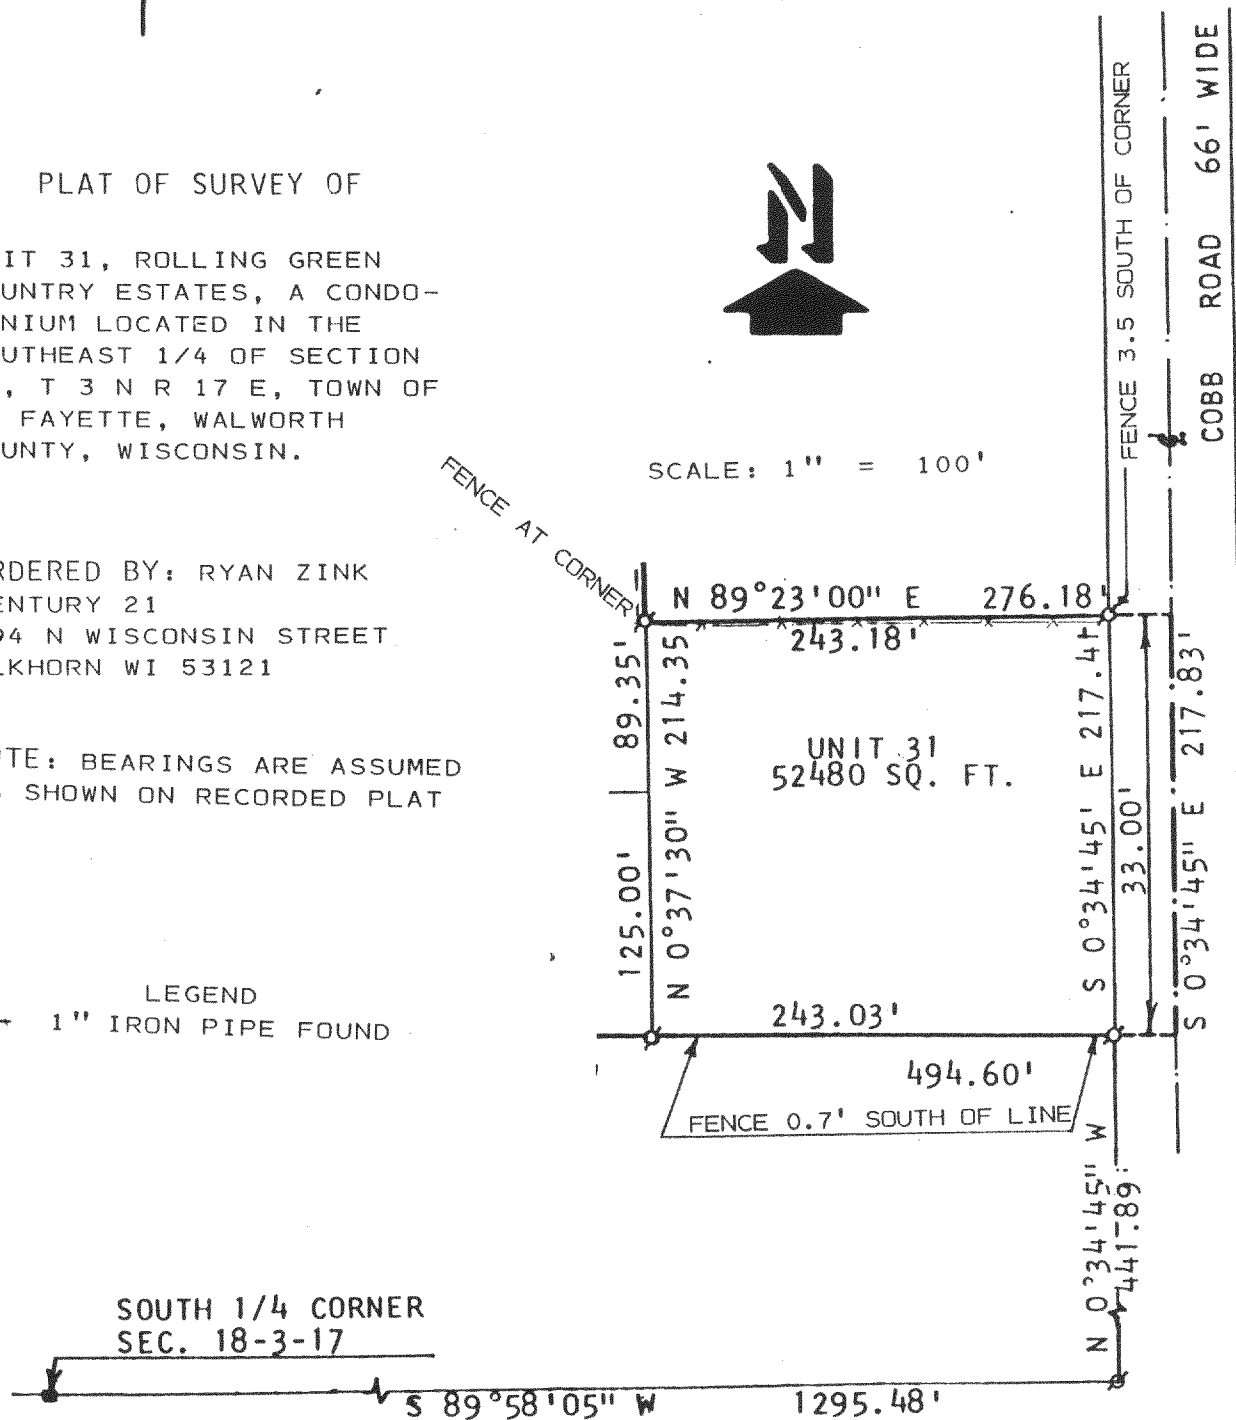 PLAT OF SURVEY OF
IT 31, ROLLING GREEN
UNTRY ESTATES, A CONDO-
NIUM LOCATED IN THE
UTHEAST 1/4 OF SECTION
, T 3 N R 17 E, TOWN OF
FAYETTE, WALWORTH
UNTY, WISCONSIN.
RDERED BY: RYAN ZINK
ENTURY 21
94 N WISCONSIN STREET
LKHORN WI 53121
TE: BEARINGS ARE ASSUMED
SHOWN ON RECORDED PLAT
LEGEND
1" IRON PIPE FOUND
N
SCALE: 1" = 100'
FENCE AT CORNER
FENCE 3.5 SOUTH OF CORNER
COBB ROAD 66' WIDE
N 89°23'00" E 276.18'
243.18'
89.35'
125.00'
N 0°37'30" W 214.35
UNIT 31
52480 SQ. FT.
S 0°34'45' E 217.41
33.00'
S 0°34'45" E 217.83'
243.03'
494.60'
FENCE 0.7' SOUTH OF LINE
N 0°34'45" W
441.89'
SOUTH 1/4 CORNER
SEC. 18-3-17
S 89°58'05" W 1295.48'